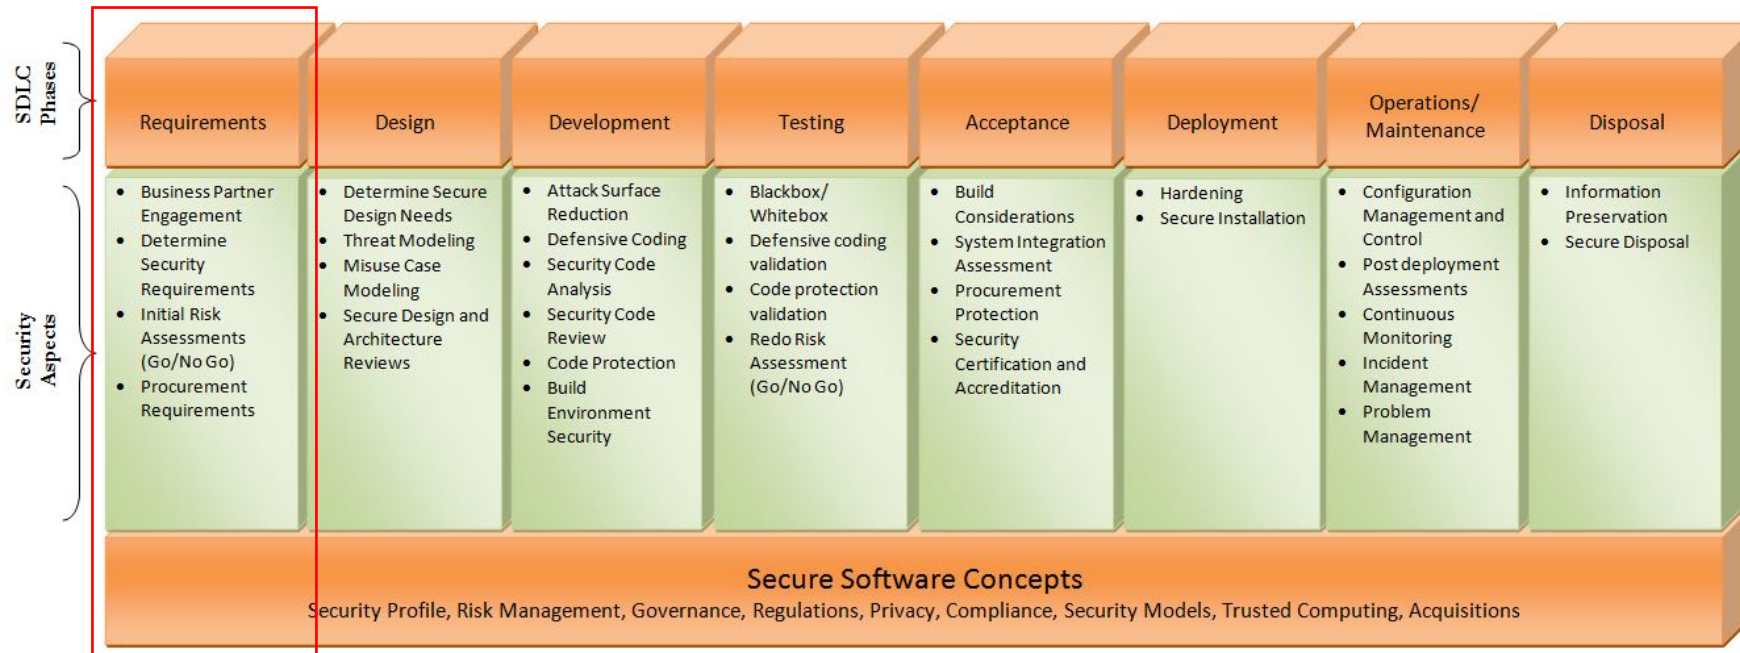 SDLC
Phases
Requirements
Design
Development
Testing
Acceptance
Deployment
Operations/
Maintenance
Disposal
Security
Aspects
• Business Partner
Engagement
• Determine
Security
Requirements
• Initial Risk
Assessments
(Go/No Go)
• Procurement
Requirements
• Determine Secure
Design Needs
• Threat Modeling
• Misuse Case
Modeling
• Secure Design and
Architecture
Reviews
• Attack Surface
Reduction
• Defensive Coding
• Security Code
Analysis
• Security Code
Review
• Code Protection
• Build
Environment
Security
• Blackbox/
Whitebox
• Defensive coding
validation
• Code protection
validation
• Redo Risk
Assessment
(Go/No Go)
• Build
Considerations
• System Integration
Assessment
• Procurement
Protection
• Security
Certification and
Accreditation
• Hardening
• Secure Installation
• Configuration
Management and
Control
• Post deployment
Assessments
• Continuous
Monitoring
• Incident
Management
• Problem
Management
• Information
Preservation
• Secure Disposal
Secure Software Concepts
Security Profile, Risk Management, Governance, Regulations, Privacy, Compliance, Security Models, Trusted Computing, Acquisitions